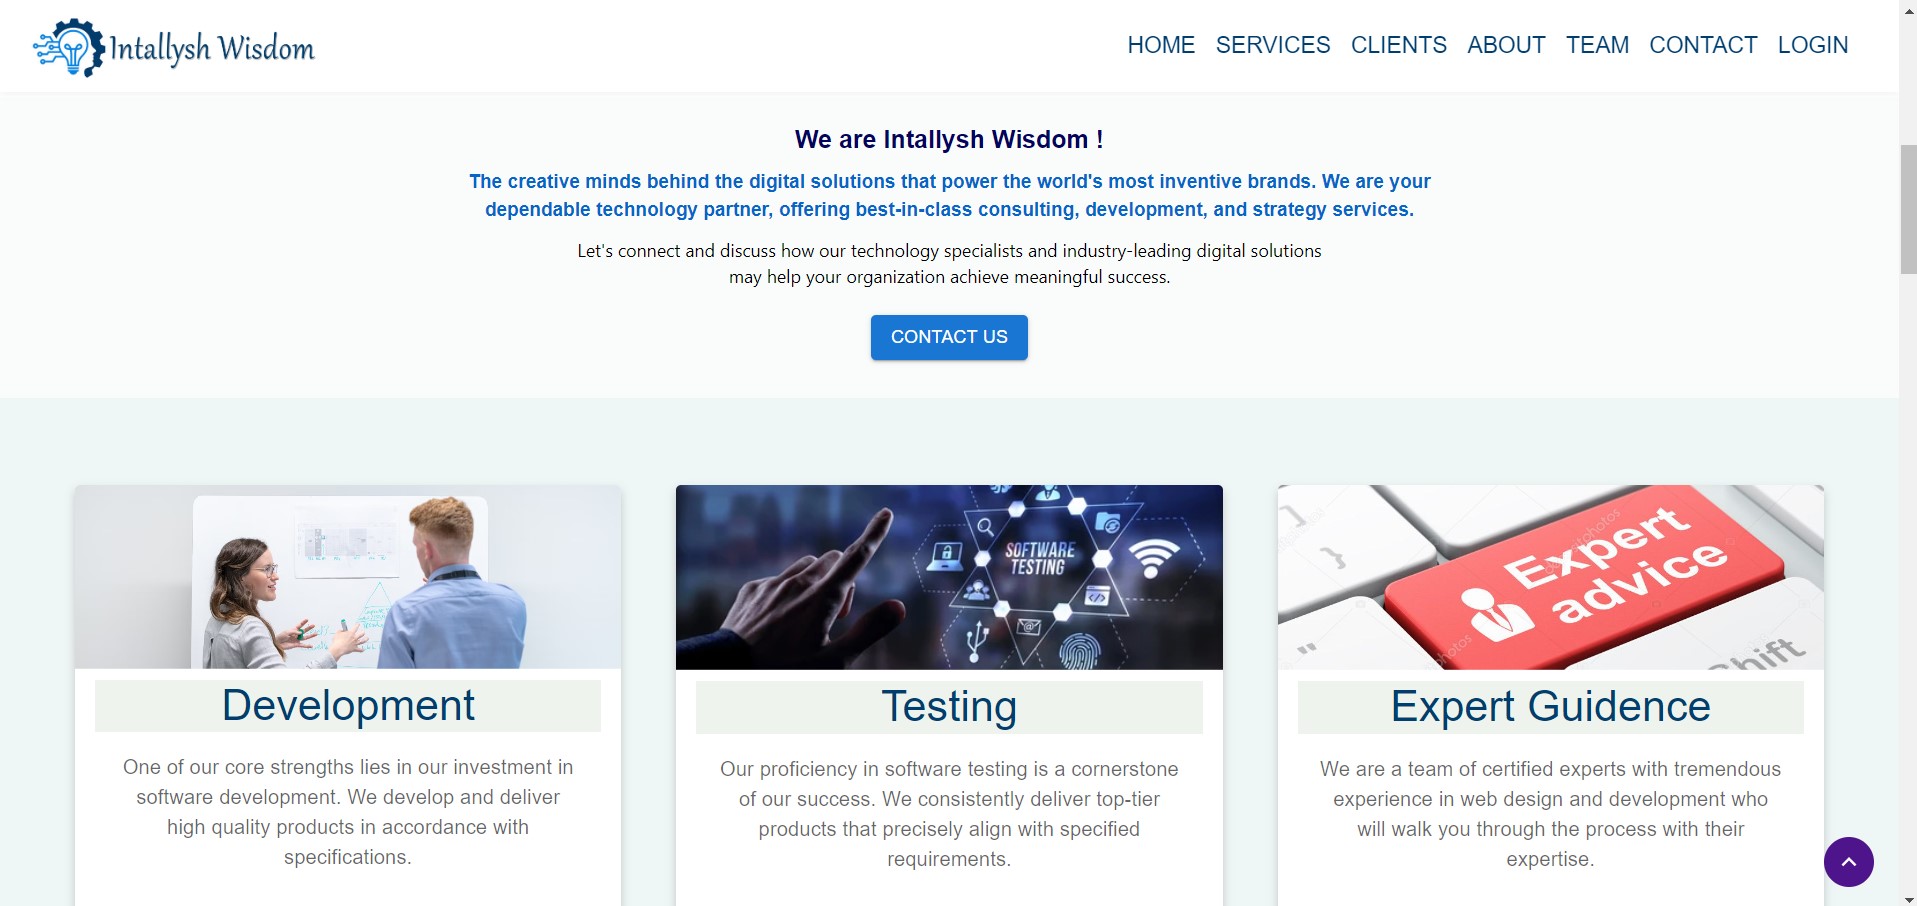 Intallysh Wisdom
HOME SERVICES CLIENTS ABOUT TEAM CONTACT LOGIN
We are Intallysh Wisdom !
The creative minds behind the digital solutions that power the world's most inventive brands. We are your
dependable technology partner, offering best-in-class consulting, development, and strategy services.
Let's connect and discuss how our technology specialists and industry-leading digital solutions
may help your organization achieve meaningful success.
CONTACT US
SOFTWARE
TESTING
Expert
advice
Shift
Development
One of our core strengths lies in our investment in
software development. We develop and deliver
high quality products in accordance with
specifications.
Testing
Our proficiency in software testing is a cornerstone
of our success. We consistently deliver top-tier
products that precisely align with specified
requirements.
Expert Guidence
We are a team of certified experts with tremendous
experience in web design and development who
will walk you through the process with their
expertise.